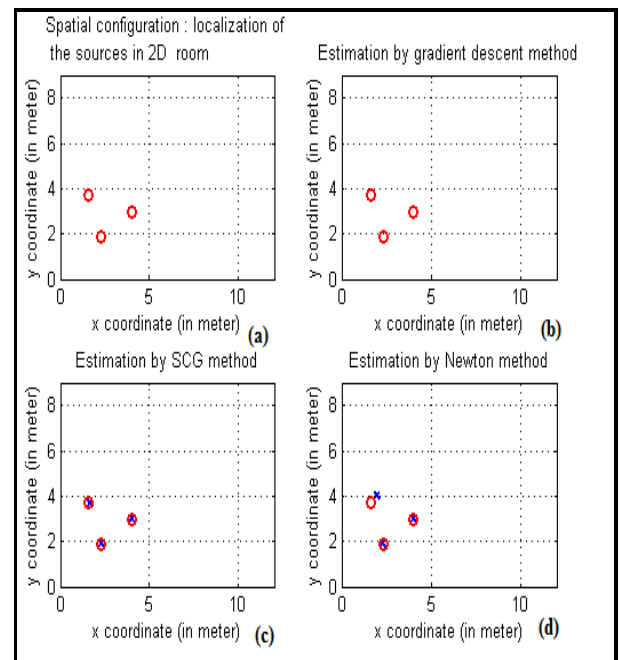 Spatial configuration : localization of
the sources in 2D room
8
6
4
2
0
0 5 10
y coordinate (in meter)
x coordinate (in meter)
(a)
Estimation by gradient descent method
8
6
4
2
0
0 5 10
y coordinate (in meter)
x coordinate (in meter)
(b)
Estimation by SCG method
8
6
4
2
0
0 5 10
y coordinate (in meter)
x coordinate (in meter)
(c)
Estimation by Newton method
8
6
4
2
0
0 5 10
y coordinate (in meter)
x coordinate (in meter)
(d)